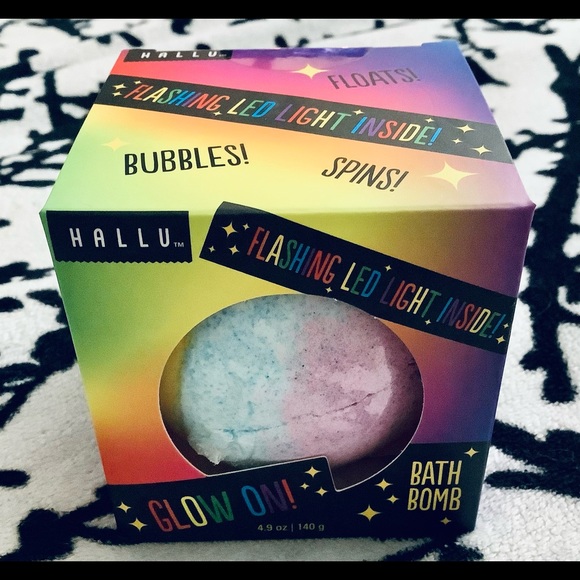 HALLU™
FLOATS!
FLASHING LED LIGHT INSIDE!
BUBBLES!
SPINS!
HALLU™
FLASHING LED LIGHT INSIDE!
GLOW ON!
BATH
BOMB
4.9 oz | 140 g